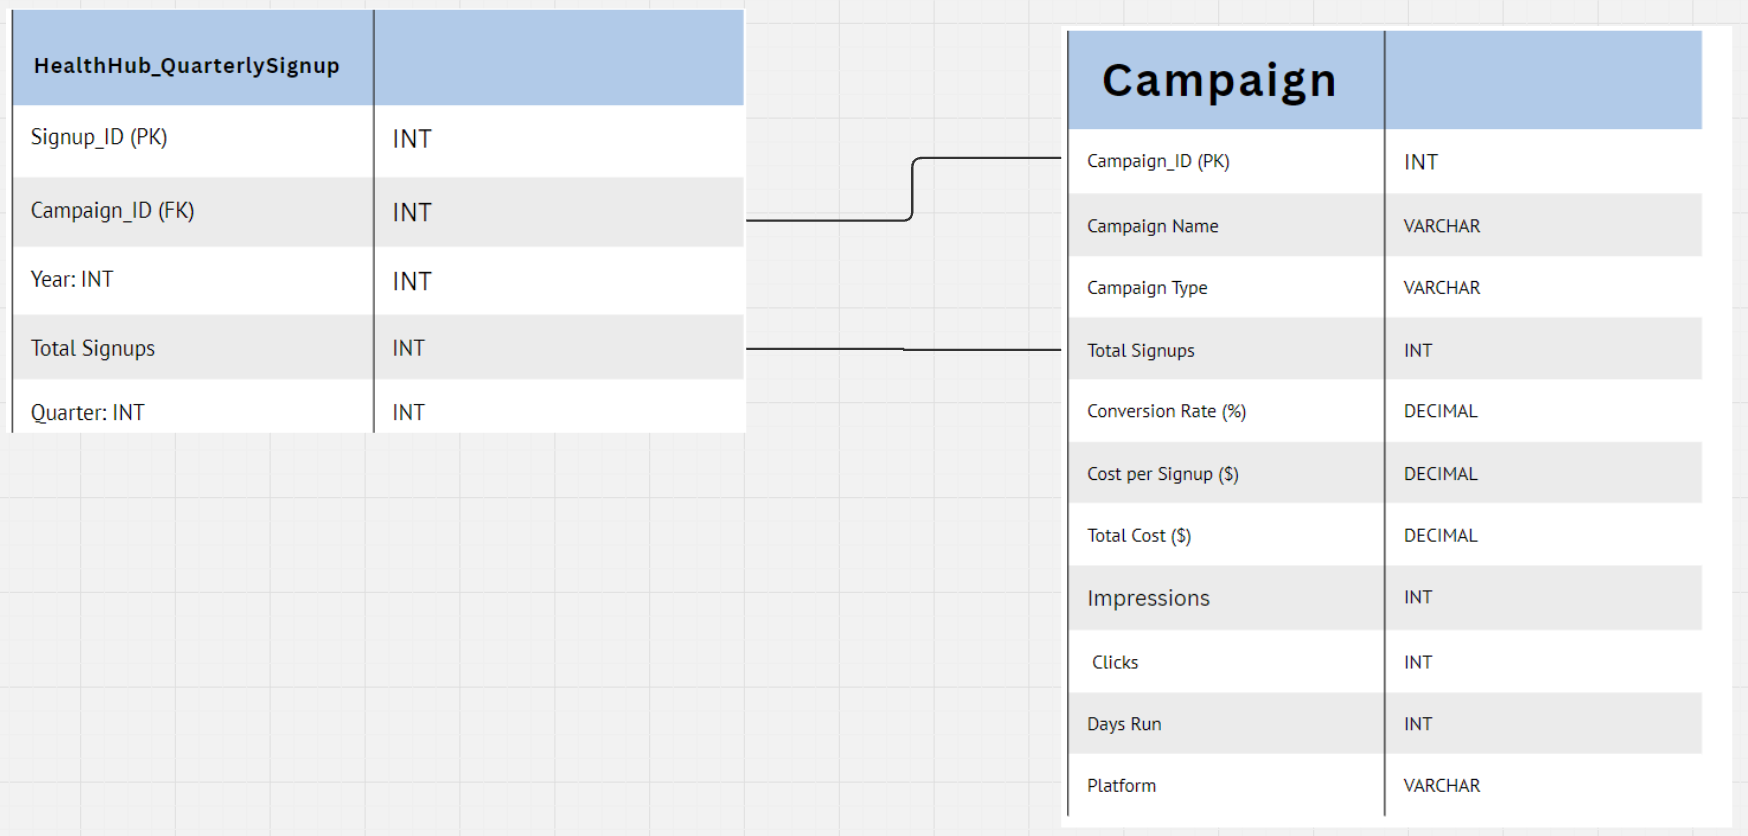 HealthHub_QuarterlySignup
Signup_ID (PK) INT
Campaign_ID (FK) INT
Year: INT INT
Total Signups INT
Quarter: INT INT
Campaign
Campaign_ID (PK) INT
Campaign Name VARCHAR
Campaign Type VARCHAR
Total Signups INT
Conversion Rate (%) DECIMAL
Cost per Signup ($) DECIMAL
Total Cost ($) DECIMAL
Impressions INT
Clicks INT
Days Run INT
Platform VARCHAR